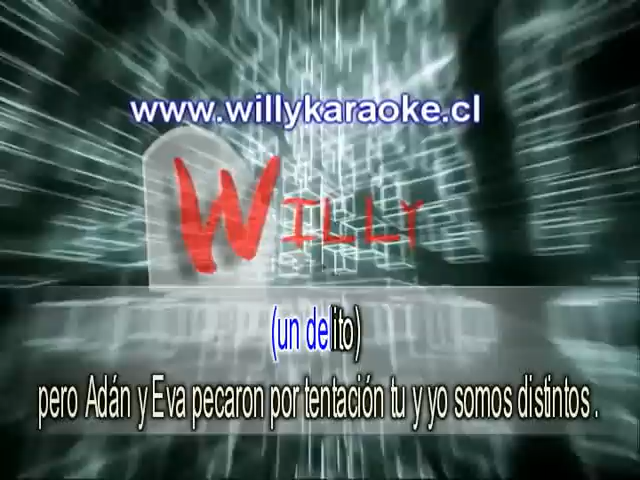 www.willykaraoke.cl
WILLY
(un delito)
pero Adán y Eva pecaron por tentación tu y yo somos distintos .